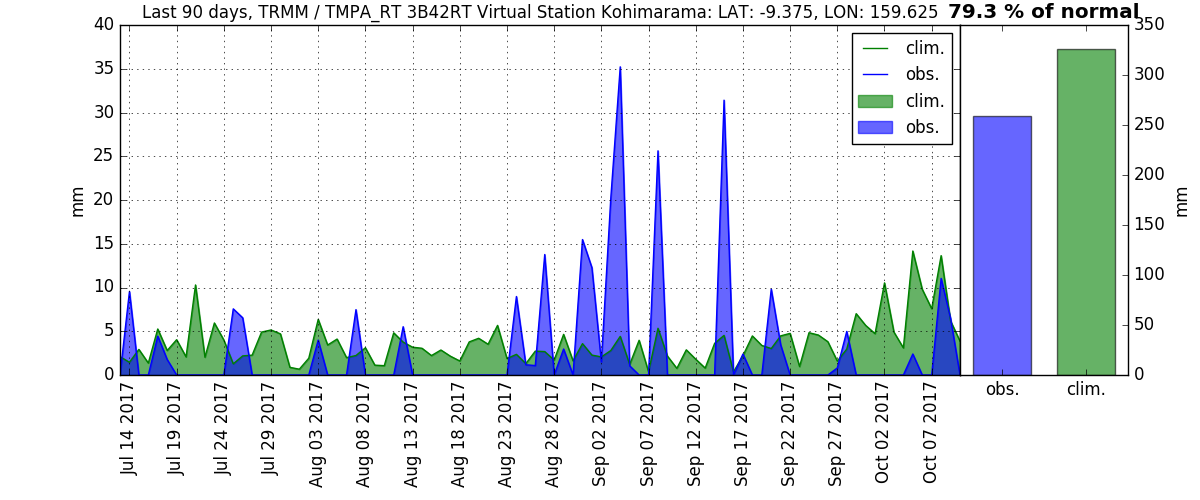 Last 90 days, TRMM / TMPA_RT 3B42RT Virtual Station Kohimarama: LAT: -9.375, LON: 159.625 79.3 % of normal
40
35
30
25
20
15
10
5
0
mm
clim.
obs.
clim.
obs.
350
300
250
200
150
100
50
0
mm
Jul 14 2017
Jul 19 2017
Jul 24 2017
Jul 29 2017
Aug 03 2017
Aug 08 2017
Aug 13 2017
Aug 18 2017
Aug 23 2017
Aug 28 2017
Sep 02 2017
Sep 07 2017
Sep 12 2017
Sep 17 2017
Sep 22 2017
Sep 27 2017
Oct 02 2017
Oct 07 2017
obs.
clim.